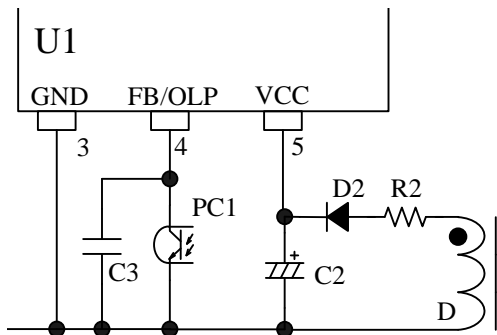 U1
GND FB/OLP VCC
3 4 5
D2 R2
PC1
C3 C2
D